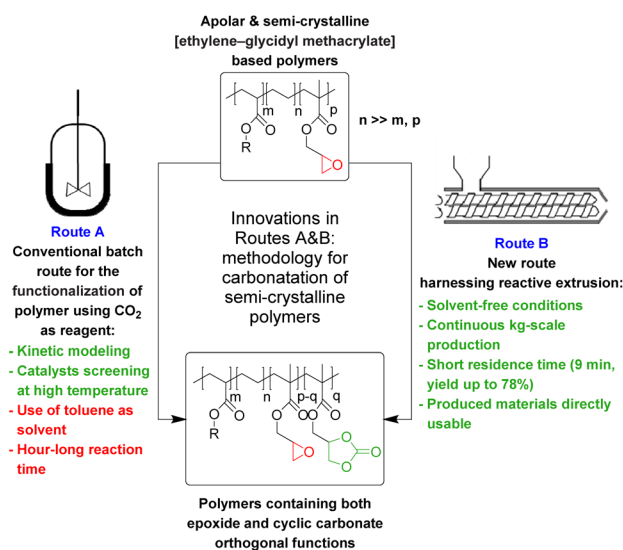 Apolar & semi-crystalline
[ethylene–glycidyl methacrylate]
based polymers
m
n
p
O
O
R
O
O
O
n >> m, p
Route A
Conventional batch
route for the
functionalization of
polymer using CO2
as reagent:
- Kinetic modeling
- Catalysts screening
at high temperature
- Use of toluene as
solvent
- Hour-long reaction
time
Innovations in
Routes A&B:
methodology for
carbonatation of
semi-crystalline
polymers
Route B
New route
harnessing reactive extrusion:
- Solvent-free conditions
- Continuous kg-scale
production
- Short residence time (9 min,
yield up to 78%)
- Produced materials directly
usable
m
n
p-q
q
O
O
R
O
O
O
O
O
O
O
O
Polymers containing both
epoxide and cyclic carbonate
orthogonal functions